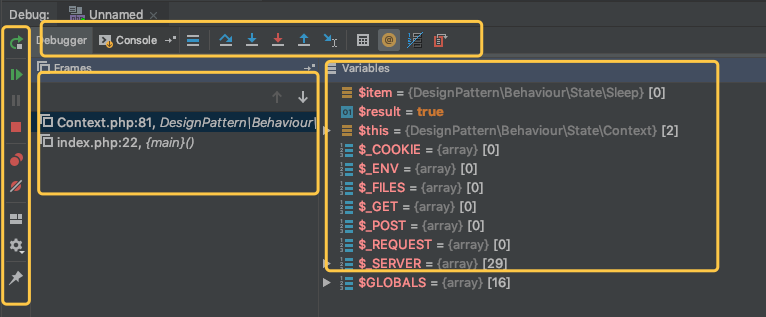 Debug: Unnamed
Debugger Console
Frames
Variables
Context.php:81, DesignPattern\Behaviour\
index.php:22, {main}()
$item = {DesignPattern\Behaviour\State\Sleep} [0]
$result = true
$this = {DesignPattern\Behaviour\State\Context} [2]
$_COOKIE = {array} [0]
$_ENV = {array} [0]
$_FILES = {array} [0]
$_GET = {array} [0]
$_POST = {array} [0]
$_REQUEST = {array} [0]
$_SERVER = {array} [29]
$GLOBALS = {array} [16]